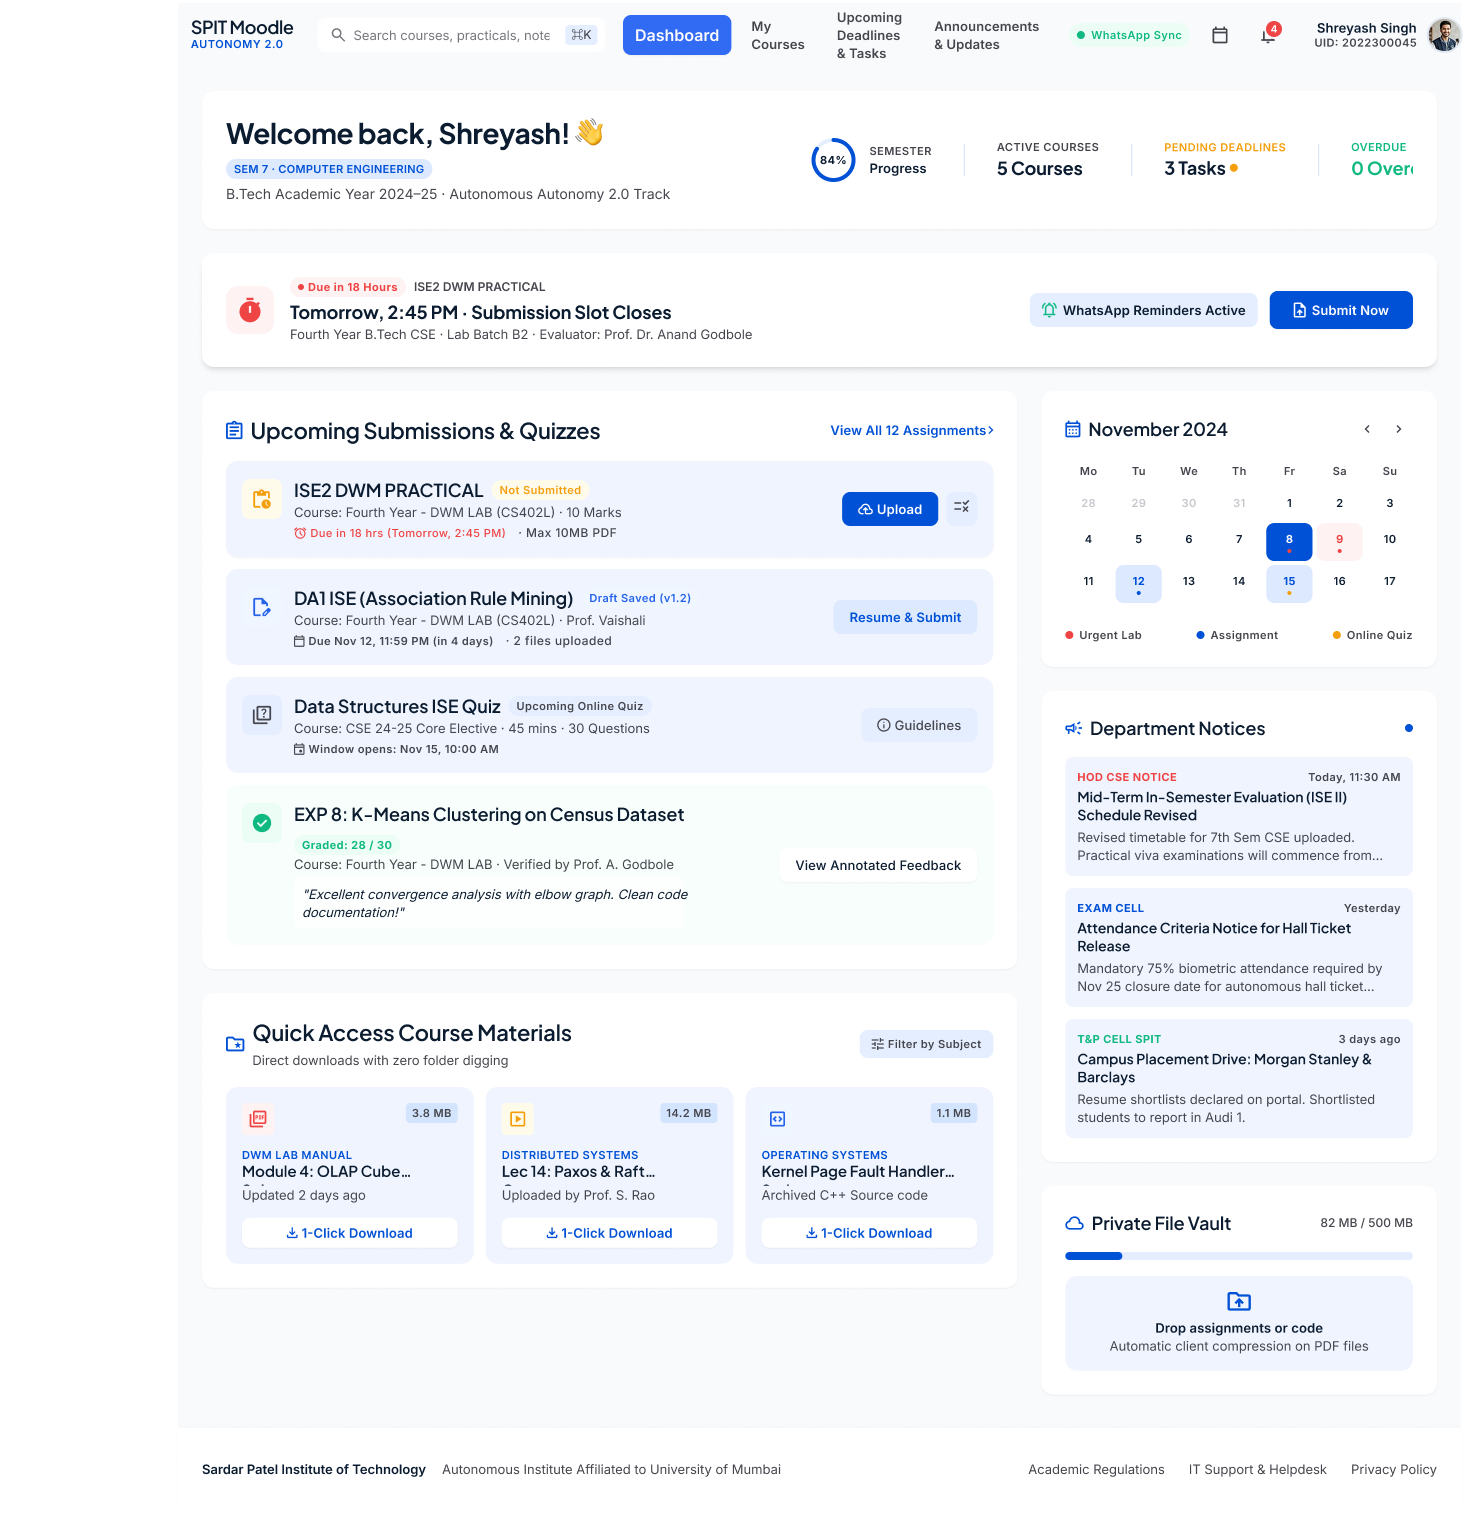 SPIT Moodle
AUTONOMY 2.0
Search courses, practicals, note
⌘K
Dashboard
My
Courses
Upcoming
Deadlines
& Tasks
Announcements
& Updates
WhatsApp Sync
4
Shreyash Singh
UID: 2022300045
Welcome back, Shreyash! 👋
SEM 7 · COMPUTER ENGINEERING
B.Tech Academic Year 2024–25 · Autonomous Autonomy 2.0 Track
84%
SEMESTER
Progress
ACTIVE COURSES
5 Courses
PENDING DEADLINES
3 Tasks
OVERDUE
0 Over
Due in 18 Hours
ISE2 DWM PRACTICAL
Tomorrow, 2:45 PM · Submission Slot Closes
Fourth Year B.Tech CSE · Lab Batch B2 · Evaluator: Prof. Dr. Anand Godbole
WhatsApp Reminders Active
Submit Now
Upcoming Submissions & Quizzes
View All 12 Assignments
ISE2 DWM PRACTICAL
Not Submitted
Course: Fourth Year - DWM LAB (CS402L) · 10 Marks
Due in 18 hrs (Tomorrow, 2:45 PM)
· Max 10MB PDF
Upload
DA1 ISE (Association Rule Mining)
Draft Saved (v1.2)
Course: Fourth Year - DWM LAB (CS402L) · Prof. Vaishali
Due Nov 12, 11:59 PM (in 4 days)
· 2 files uploaded
Resume & Submit
Data Structures ISE Quiz
Upcoming Online Quiz
Course: CSE 24-25 Core Elective · 45 mins · 30 Questions
Window opens: Nov 15, 10:00 AM
Guidelines
EXP 8: K-Means Clustering on Census Dataset
Graded: 28 / 30
Course: Fourth Year - DWM LAB · Verified by Prof. A. Godbole
"Excellent convergence analysis with elbow graph. Clean code
documentation!"
View Annotated Feedback
Quick Access Course Materials
Direct downloads with zero folder digging
Filter by Subject
PDF
3.8 MB
DWM LAB MANUAL
Module 4: OLAP Cube...
Updated 2 days ago
1-Click Download
14.2 MB
DISTRIBUTED SYSTEMS
Lec 14: Paxos & Raft...
Uploaded by Prof. S. Rao
1-Click Download
1.1 MB
OPERATING SYSTEMS
Kernel Page Fault Handler...
Archived C++ Source code
1-Click Download
November 2024
Mo Tu We Th Fr Sa Su
28 29 30 31 1 2 3
4 5 6 7 8 9 10
11 12 13 14 15 16 17
Urgent Lab
Assignment
Online Quiz
Department Notices
HOD CSE NOTICE
Today, 11:30 AM
Mid-Term In-Semester Evaluation (ISE II)
Schedule Revised
Revised timetable for 7th Sem CSE uploaded.
Practical viva examinations will commence from...
EXAM CELL
Yesterday
Attendance Criteria Notice for Hall Ticket
Release
Mandatory 75% biometric attendance required by
Nov 25 closure date for autonomous hall ticket...
T&P CELL SPIT
3 days ago
Campus Placement Drive: Morgan Stanley &
Barclays
Resume shortlists declared on portal. Shortlisted
students to report in Audi 1.
Private File Vault
82 MB / 500 MB
Drop assignments or code
Automatic client compression on PDF files
Sardar Patel Institute of Technology
Autonomous Institute Affiliated to University of Mumbai
Academic Regulations
IT Support & Helpdesk
Privacy Policy